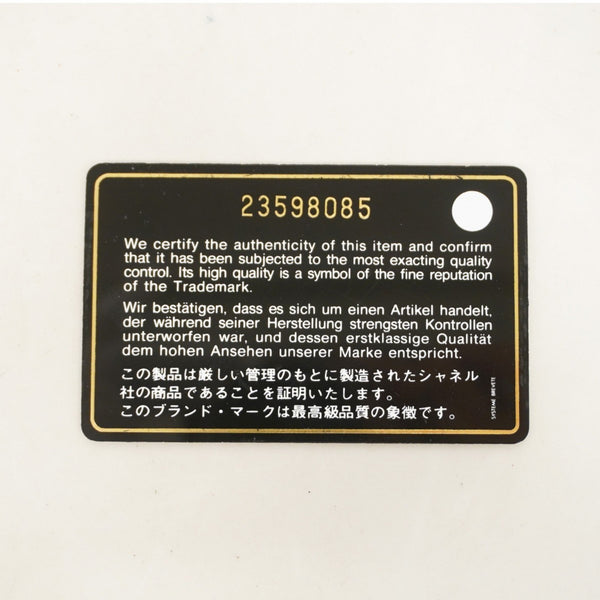 23598085
We certify the authenticity of this item and confirm
that it has been subjected to the most exacting quality
control. Its high quality is a symbol of the fine reputation
of the Trademark.
Wir bestätigen, dass es sich um einen Artikel handelt,
der während seiner Herstellung strengsten Kontrollen
unterworfen war, und dessen erstklassige Qualität
dem hohen Ansehen unserer Marke entspricht.
この製品は厳しい管理のもとに製造されたシャネル
社の商品であることを証明いたします。
このブランド・マークは最高級品質の象徴です。
SYSTEME BREVETE